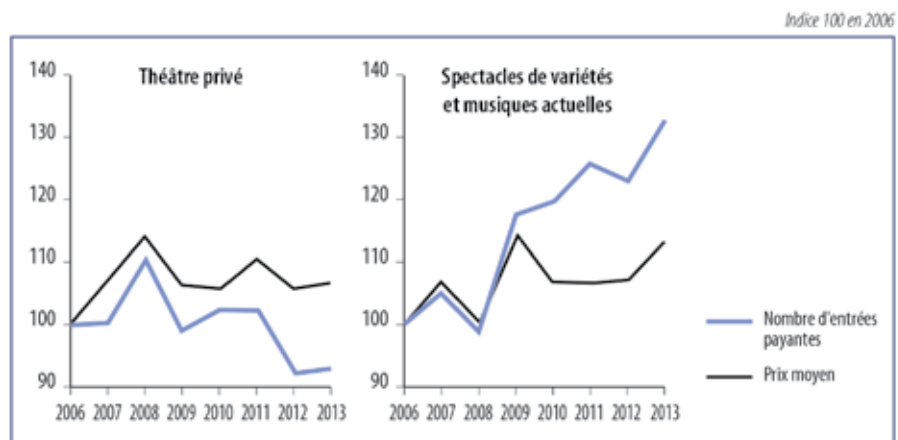 Indice 100 en 2006
Théâtre privé
140
130
120
110
100
90
2006 2007 2008 2009 2010 2011 2012 2013
Spectacles de variétés
et musiques actuelles
140
130
120
110
100
90
2006 2007 2008 2009 2010 2011 2012 2013
Nombre d'entrées
payantes
Prix moyen